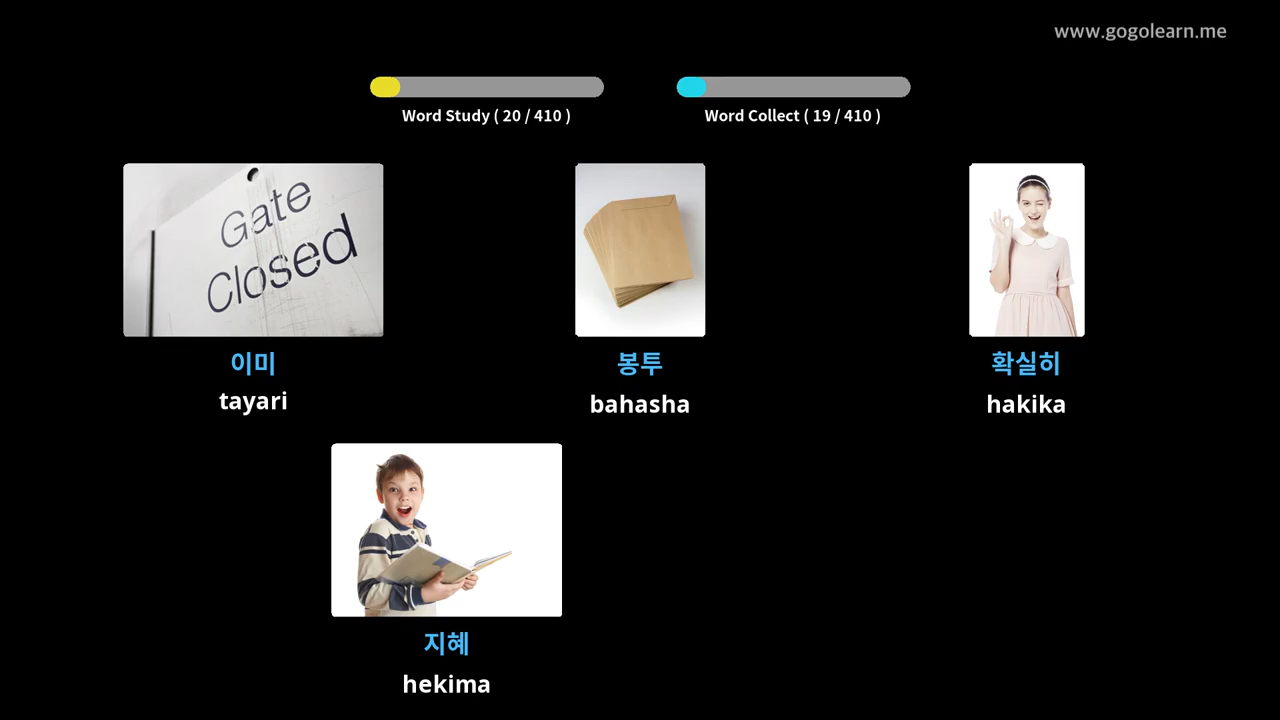 www.gogolearn.me
Word Study ( 20 / 410 )
Word Collect ( 19 / 410 )
Gate
Closed
이미
tayari
봉투
bahasha
확실히
hakika
지혜
hekima